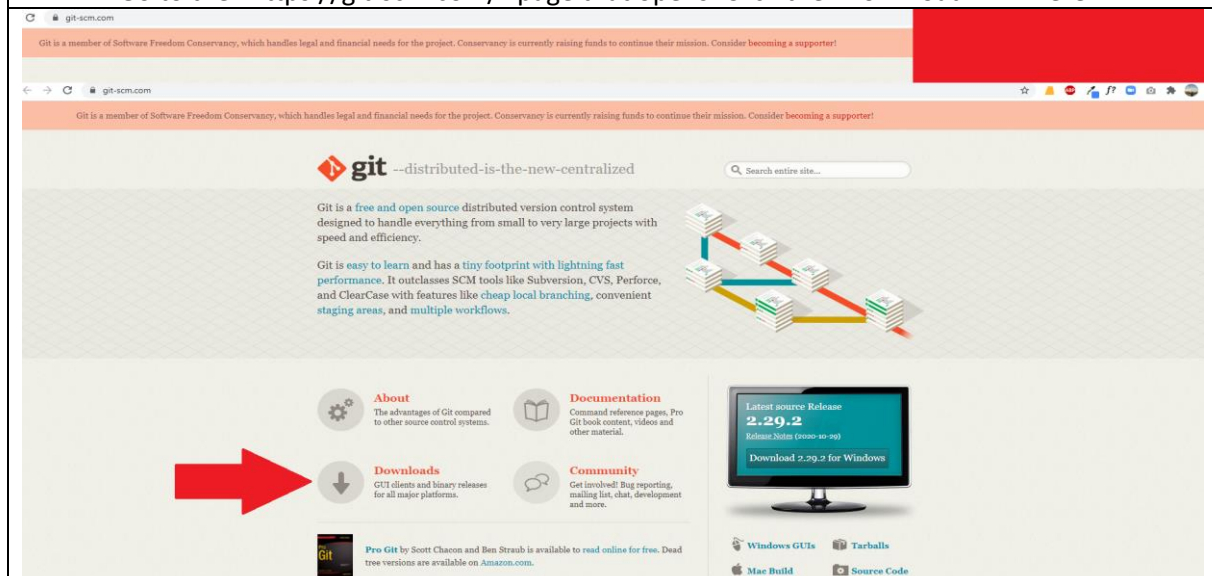 git-scm.com
Git is a member of Software Freedom Conservancy, which handles legal and financial needs for the project. Conservancy is currently raising funds to continue their mission. Consider becoming a supporter!
git-scm.com
Git is a member of Software Freedom Conservancy, which handles legal and financial needs for the project. Conservancy is currently raising funds to continue their mission. Consider becoming a supporter!
git --distributed-is-the-new-centralized
Search entire site...
Git is a free and open source distributed version control system
designed to handle everything from small to very large projects with
speed and efficiency.
Git is easy to learn and has a tiny footprint with lightning fast
performance. It outclasses SCM tools like Subversion, CVS, Perforce,
and ClearCase with features like cheap local branching, convenient
staging areas, and multiple workflows.
About
The advantages of Git compared
to other source control systems.
Documentation
Command reference pages, Pro
Git book content, videos and
other material.
Downloads
GUI clients and binary releases
for all major platforms.
Community
Get involved! Bug reporting,
mailing list, chat, development
and more.
Latest source Release
2.29.2
Release Notes (2020-10-29)
Download 2.29.2 for Windows
Git
Pro Git by Scott Chacon and Ben Straub is available to read online for free. Dead
tree versions are available on Amazon.com.
Windows GUIs
Tarballs
Mac Build
Source Code